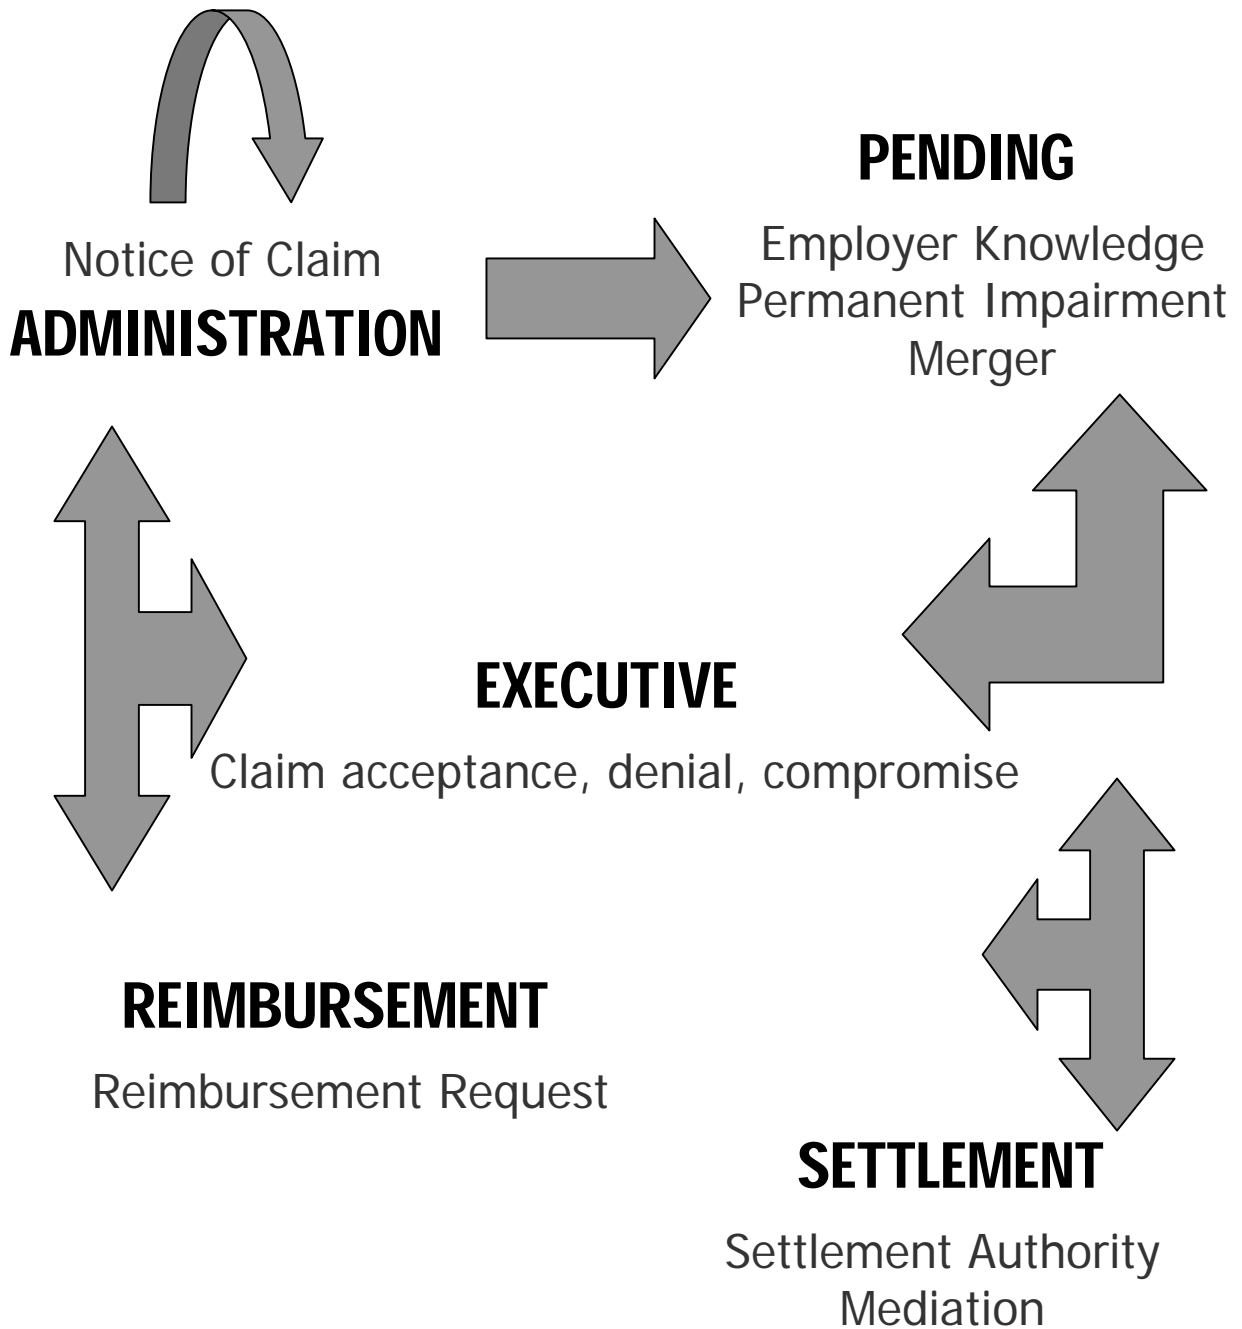 Notice of Claim
ADMINISTRATION
PENDING
Employer Knowledge
Permanent Impairment
Merger
EXECUTIVE
Claim acceptance, denial, compromise
REIMBURSEMENT
Reimbursement Request
SETTLEMENT
Settlement Authority
Mediation